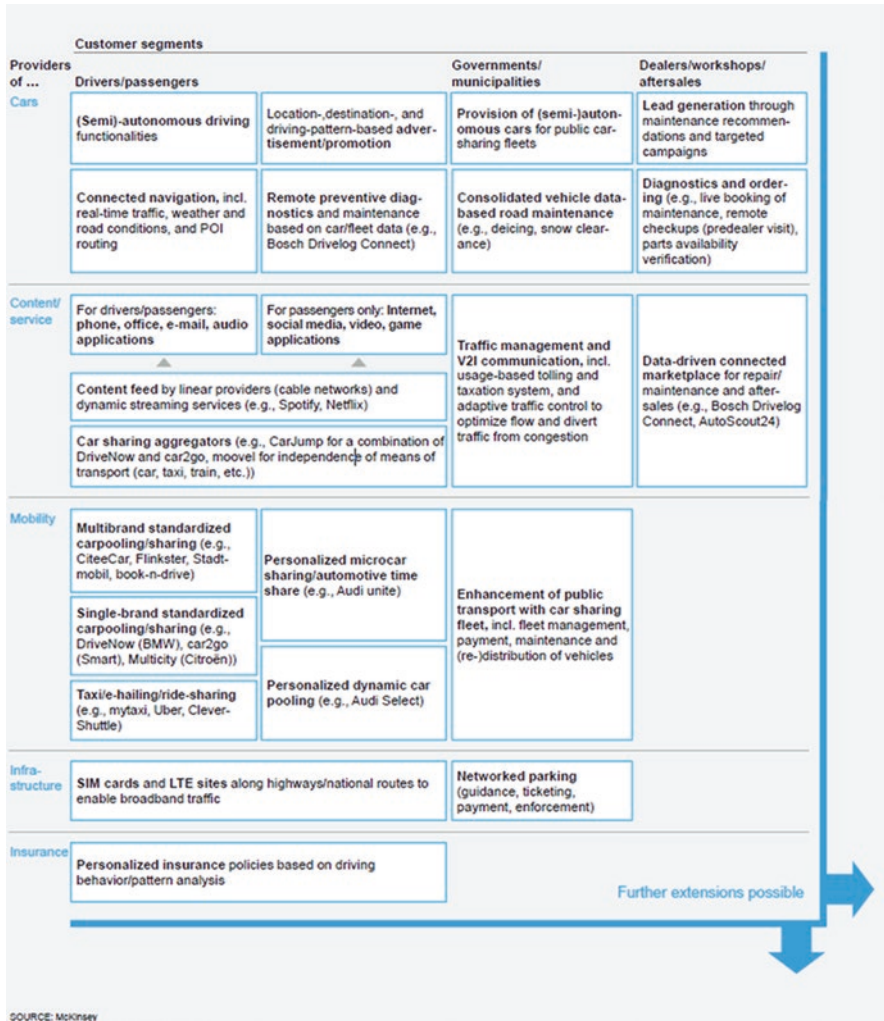 Customer segments
Providers
of ...
Drivers/passengers
Governments/
municipalities
Dealers/workshops/
aftersales
Cars
(Semi)-autonomous driving
functionalities
Location-,destination-, and
driving-pattern-based adver-
tisement/promotion
Provision of (semi-)auton-
omous cars for public car-
sharing fleets
Lead generation through
maintenance recommen-
dations and targeted
campaigns
Connected navigation, incl.
real-time traffic, weather and
road conditions, and POI
routing
Remote preventive diag-
nostics and maintenance
based on car/fleet data (e.g.,
Bosch Drivelog Connect)
Consolidated vehicle data-
based road maintenance
(e.g., deicing, snow clear-
ance)
Diagnostics and order-
ing (e.g., live booking of
maintenance, remote
checkups (predealer visit),
parts availability
verification)
Content/
service
For drivers/passengers:
phone, office, e-mail, audio
applications
For passengers only: Internet,
social media, video, game
applications
Content feed by linear providers (cable networks) and
dynamic streaming services (e.g., Spotify, Netflix)
Car sharing aggregators (e.g., CarJump for a combination of
DriveNow and car2go, moovel for independence of means of
transport (car, taxi, train, etc.))
Traffic management and
V2I communication, incl.
usage-based tolling and
taxation system, and
adaptive traffic control to
optimize flow and divert
traffic from congestion
Data-driven connected
marketplace for repair/
maintenance and after-
sales (e.g., Bosch Drivelog
Connect, AutoScout24)
Mobility
Multibrand standardized
carpooling/sharing (e.g.,
CiteeCar, Flinkster, Stadt-
mobil, book-n-drive)
Single-brand standardized
carpooling/sharing (e.g.,
DriveNow (BMW), car2go
(Smart), Multicity (Citroën))
Taxi/e-hailing/ride-sharing
(e.g., mytaxi, Uber, Clever-
Shuttle)
Personalized microcar
sharing/automotive time
share (e.g., Audi unite)
Personalized dynamic car
pooling (e.g., Audi Select)
Enhancement of public
transport with car sharing
fleet, incl. fleet management,
payment, maintenance and
(re-)distribution of vehicles
Infra-
structure
SIM cards and LTE sites along highways/national routes to
enable broadband traffic
Networked parking
(guidance, ticketing,
payment, enforcement)
Insurance
Personalized insurance policies based on driving
behavior/pattern analysis
Further extensions possible
SOURCE: McKinsey